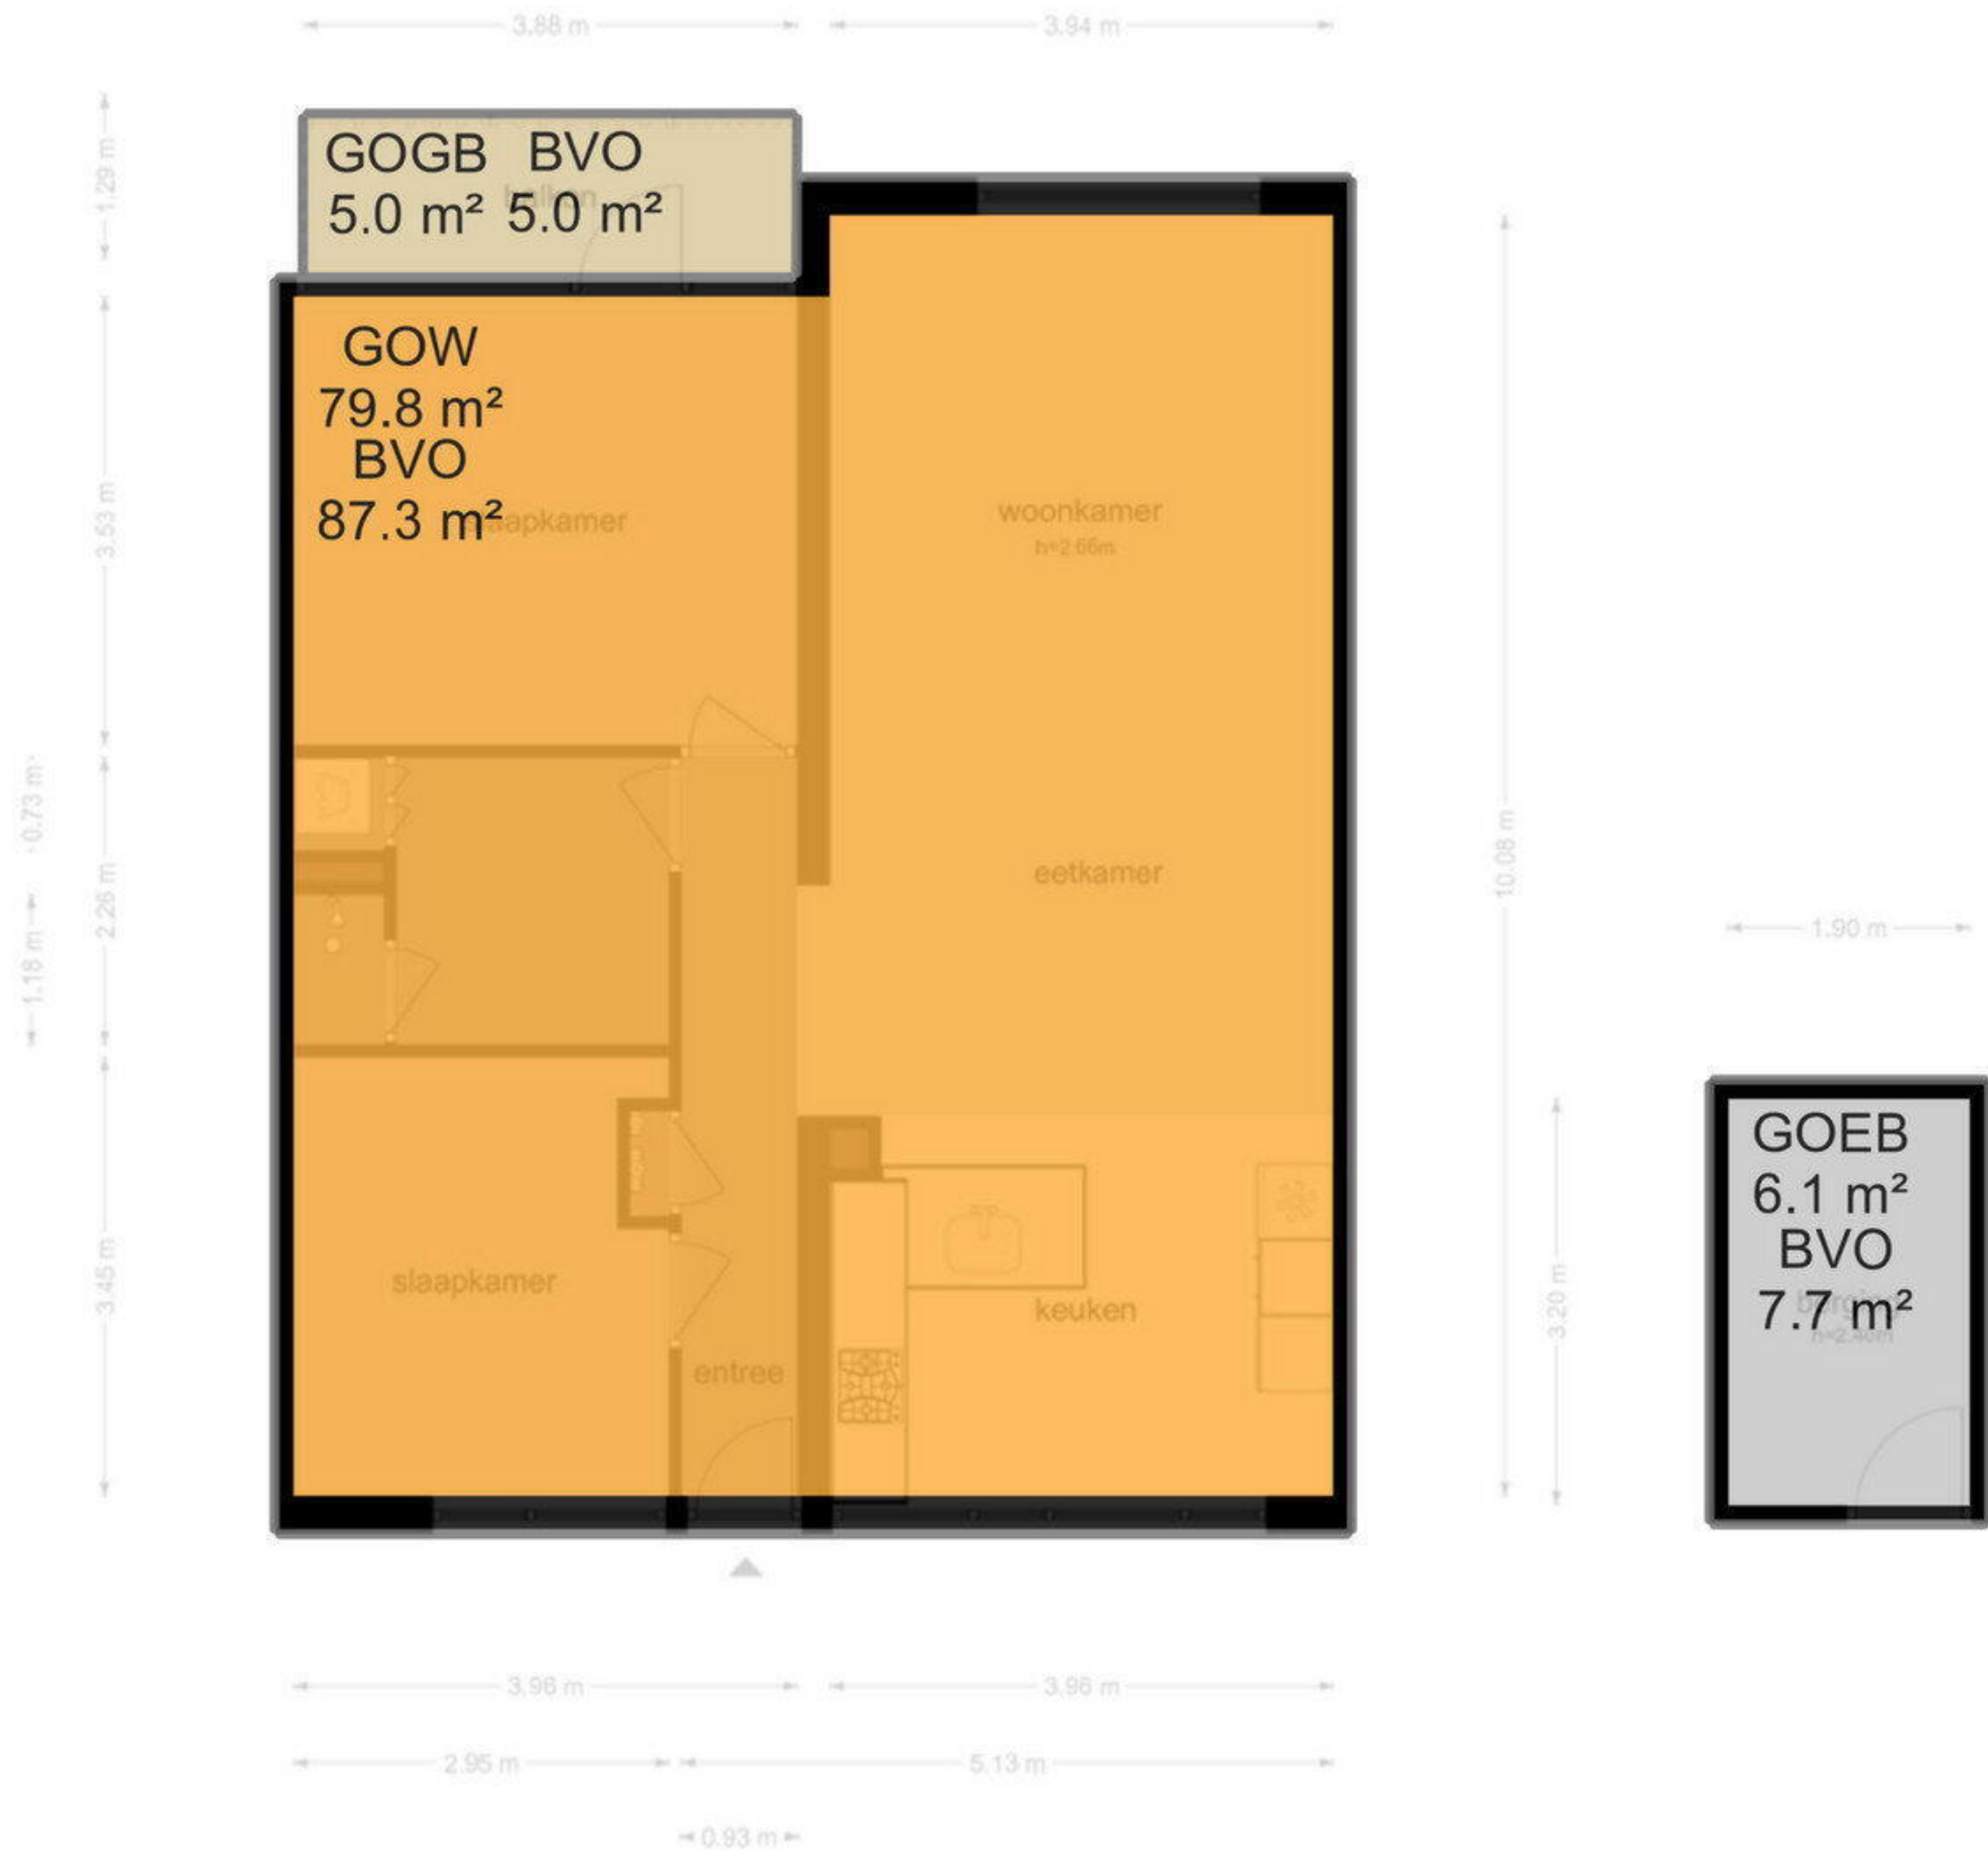 3.88 m
3.94 m
1.29 m
GOGB BVO
5.0 m² 5.0 m²
balkon
GOW
79.8 m²
BVO
87.3 m²
slaapkamer
3.53 m
woonkamer
h=2.66m
0.73 m
2.26 m
1.18 m
eetkamer
10.08 m
1.90 m
GOEB
6.1 m²
BVO
7.7 m²
berging
3.45 m
slaapkamer
keuken
3.20 m
entree
3.96 m
3.96 m
2.95 m
5.13 m
0.93 m